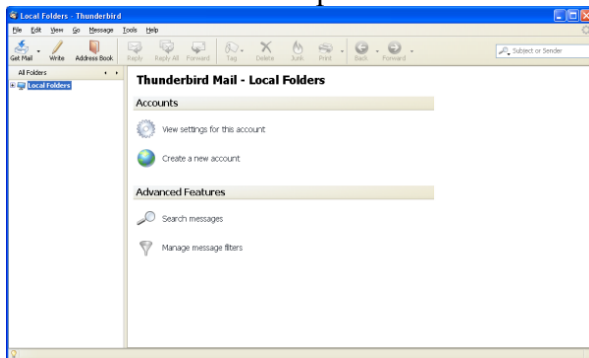 Local Folders - Thunderbird
File Edit View Go Message Tools Help
Get Mail Write Address Book Reply Reply All Forward Tag Delete Junk Print Back Forward
Subject or Sender
All Folders
Local Folders
Thunderbird Mail - Local Folders
Accounts
View settings for this account
Create a new account
Advanced Features
Search messages
Manage message filters